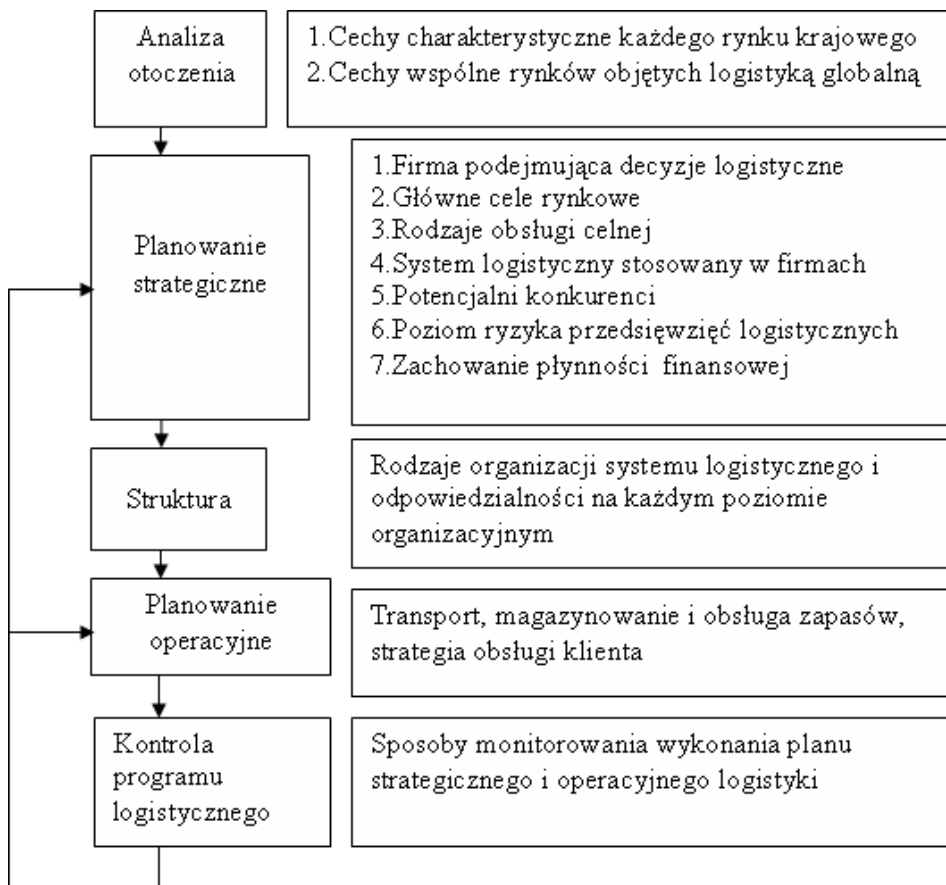 Analiza
otoczenia
1.Cechy charakterystyczne każdego rynku krajowego
2.Cechy wspólne rynków objętych logistyką globalną
Planowanie
strategiczne
1.Firma podejmująca decyzje logistyczne
2.Główne cele rynkowe
3.Rodzaje obsługi celnej
4.System logistyczny stosowany w firmach
5.Potencjalni konkurenci
6.Poziom ryzyka przedsięwzięć logistycznych
7.Zachowanie płynności finansowej
Struktura
Rodzaje organizacji systemu logistycznego i
odpowiedzialności na każdym poziomie
organizacyjnym
Planowanie
operacyjne
Transport, magazynowanie i obsługa zapasów,
strategia obsługi klienta
Kontrola
programu
logistycznego
Sposoby monitorowania wykonania planu
strategicznego i operacyjnego logistyki